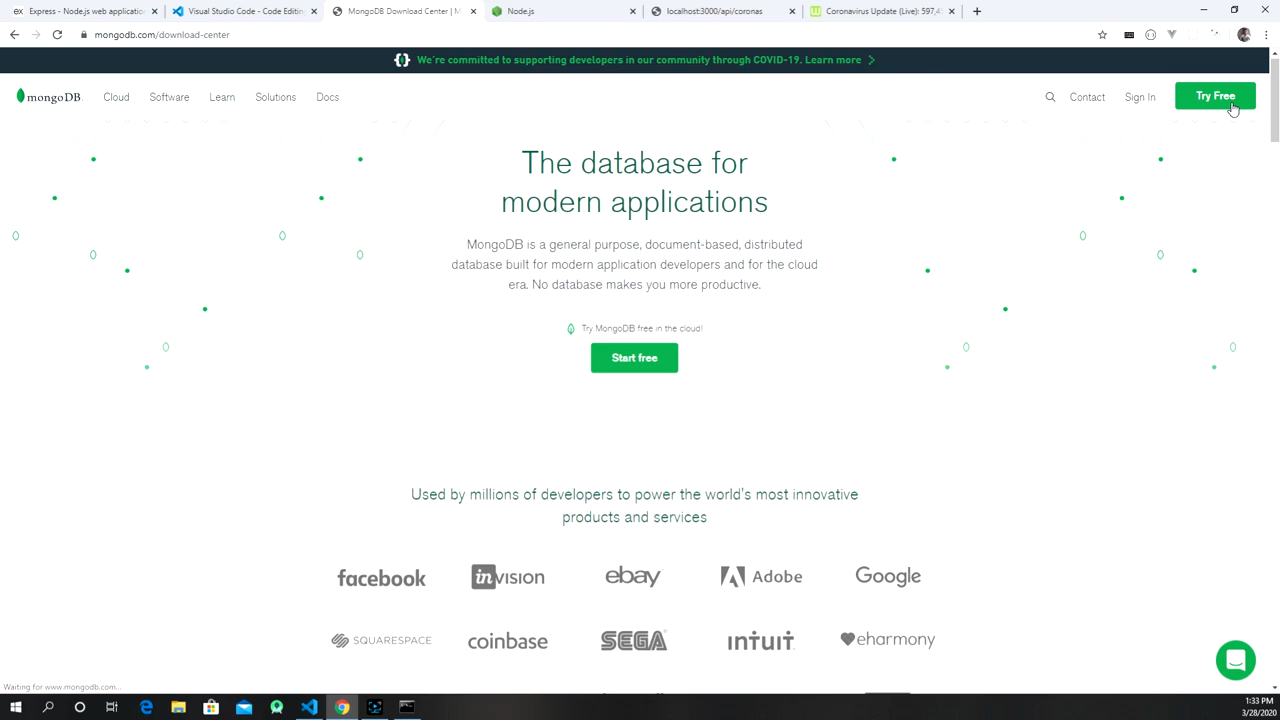 Express - Node.js web applicatio
Visual Studio Code - Code Editin
MongoDB Download Center | M
Node.js
localhost:3000/api/coronas
Coronavirus Update (Live): 597,4
mongodb.com/download-center
We're committed to supporting developers in our community through COVID-19. Learn more
mongoDB
Cloud
Software
Learn
Solutions
Docs
Contact
Sign In
Try Free
The database for
modern applications
MongoDB is a general purpose, document-based, distributed
database built for modern application developers and for the cloud
era. No database makes you more productive.
Try MongoDB free in the cloud!
Start free
Used by millions of developers to power the world's most innovative
products and services
facebook
inVISION
ebay
Adobe
Google
SQUARESPACE
coinbase
SEGA
intuit
eharmony
Waiting for www.mongodb.com...
1:33 PM
3/28/2020